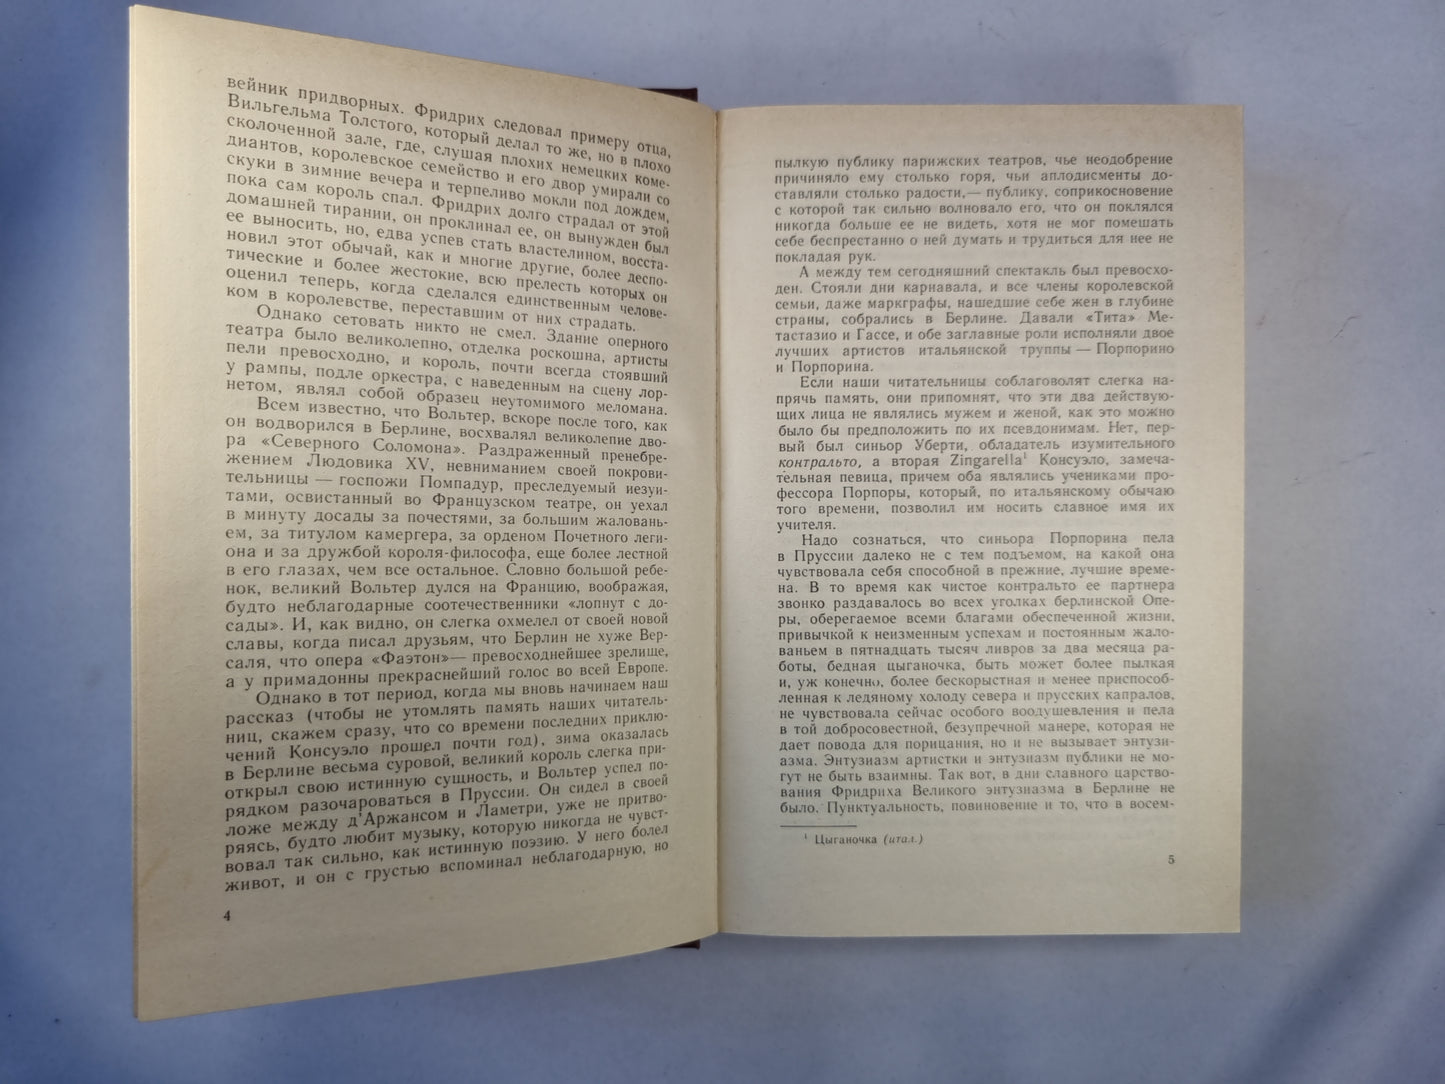 вейник придворных. Фридрих следовал примеру отца,
Вильгельма Толстого, который делал то же, но в плохо
сколоченной зале, где, слушая плохих немецких коме-
диантов, королевское семейство и его двор умирали со
скуки в зимние вечера и терпеливо мокли под дождем,
пока сам король спал. Фридрих долго страдал от этой
домашней тирании, он проклинал ее, он вынужден был
ее выносить, но, едва успев стать властелином, восста-
новил этот обычай, как и многие другие, более деспо-
тические и более жестокие, всю прелесть которых он
оценил теперь, когда сделался единственным челове-
ком в королевстве, переставшим от них страдать.
Однако сетовать никто не смел. Здание оперного
театра было великолепно, отделка роскошна, артисты
пели превосходно, и король, почти всегда стоявший
у рампы, подле оркестра, с наведенным на сцену лор-
нетом, являл собой образец неутомимого меломана.
Всем известно, что Вольтер, вскоре после того, как
он водворился в Берлине, восхвалял великолепие дво-
ра «Северного Соломона». Раздраженный пренебре-
жением Людовика XV, невниманием своей покрови-
тельницы — госпожи Помпадур, преследуемый иезуи-
тами, освистанный во Французском театре, он уехал
в минуту досады за почестями, за большим жаловань-
ем, за титулом камергера, за орденом Почетного леги-
она и за дружбой короля-философа, еще более лестной
в его глазах, чем все остальное. Словно большой ребе-
нок, великий Вольтер дулся на Францию, воображая,
будто неблагодарные соотечественники «лопнут с до-
сады». И, как видно, он слегка охмелел от своей новой
славы, когда писал друзьям, что Берлин не хуже Вер-
саля, что опера «Фаэтон»— превосходнейшее зрелище,
а у примадонны прекраснейший голос во всей Европе.
Однако в тот период, когда мы вновь начинаем наш
рассказ (чтобы не утомлять память наших читатель-
ниц, скажем сразу, что со времени последних приклю-
чений Консуэло прошел почти год), зима оказалась
в Берлине весьма суровой, великий король слегка при-
открыл свою истинную сущность, и Вольтер успел по-
рядком разочароваться в Пруссии. Он сидел в своей
ложе между д'Аржансом и Ламетри, уже не притво-
ряясь, будто любит музыку, которую никогда не чувст-
вовал так сильно, как истинную поэзию. У него болел
живот, и он с грустью вспоминал неблагодарную, но
4
пылкую публику парижских театров, чье неодобрение
причиняло ему столько горя, чьи аплодисменты до-
ставляли столько радости,— публику, соприкосновение
с которой так сильно волновало его, что он поклялся
никогда больше ее не видеть, хотя не мог помешать
себе беспрестанно о ней думать и трудиться для нее не
покладая рук.
А между тем сегодняшний спектакль был превосхо-
ден. Стояли дни карнавала, и все члены королевской
семьи, даже маркграфы, нашедшие себе жен в глубине
страны, собрались в Берлине. Давали «Тита» Ме-
тастазио и Гассе, и обе заглавные роли исполняли двое
лучших артистов итальянской труппы — Порпорино
и Порпорина.
Если наши читательницы соблаговолят слегка на-
прячь память, они припомнят, что эти два действую-
щих лица не являлись мужем и женой, как это можно
было бы предположить по их псевдонимам. Нет, пер-
вый был синьор Уберти, обладатель изумительного
контральто, а вторая Zingarella¹ Консуэло, замеча-
тельная певица, причем оба являлись учениками про-
фессора Порпоры, который, по итальянскому обычаю
того времени, позволил им носить славное имя их
учителя.
Надо сознаться, что синьора Порпорина пела
в Пруссии далеко не с тем подъемом, на какой она
чувствовала себя способной в прежние, лучшие време-
на. В то время как чистое контральто ее партнера
звонко раздавалось во всех уголках берлинской Опе-
ры, оберегаемое всеми благами обеспеченной жизни,
привычкой к неизменным успехам и постоянным жало-
ваньем в пятнадцать тысяч ливров за два месяца ра-
боты, бедная цыганочка, быть может более пылкая
и, уж конечно, более бескорыстная и менее приспособ-
ленная к ледяному холоду севера и прусских капралов,
не чувствовала сейчас особого воодушевления и пела
в той добросовестной, безупречной манере, которая не
дает повода для порицания, но и не вызывает энтузи-
азма. Энтузиазм артистки и энтузиазм публики не мо-
гут не быть взаимны. Так вот, в дни славного царство-
вания Фридриха Великого энтузиазма в Берлине не
было. Пунктуальность, повиновение и то, что в восем-
¹ Цыганочка (итал.)
5